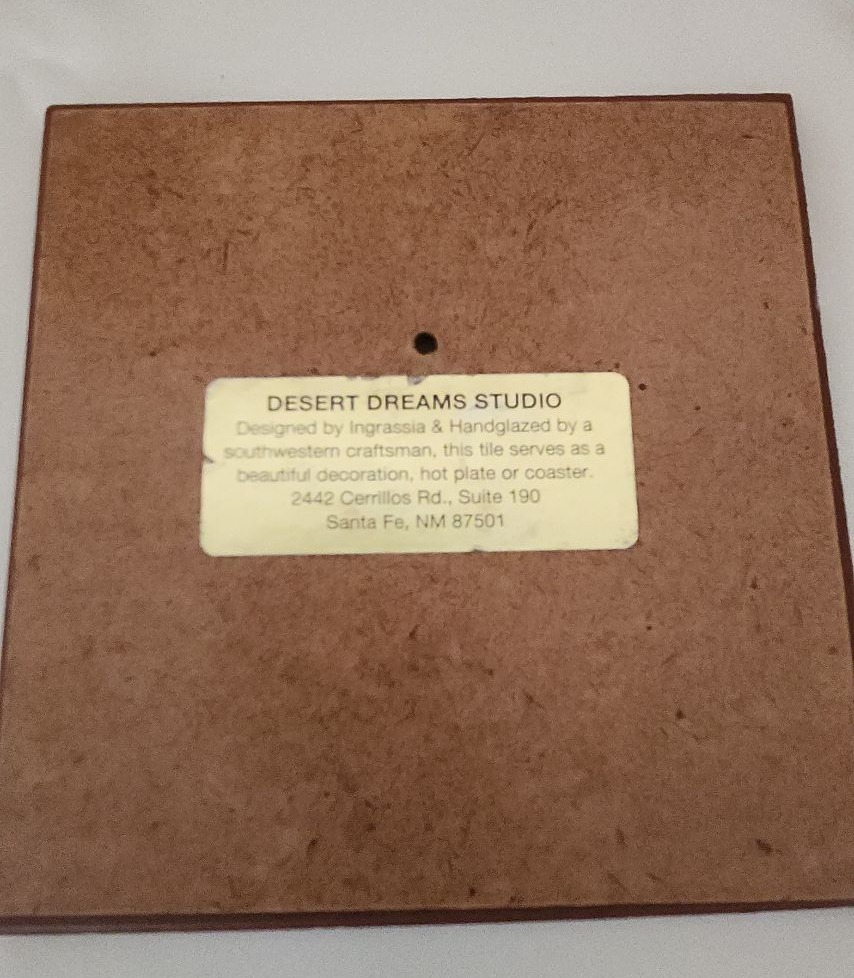 DESERT DREAMS STUDIO
Designed by Ingrassia & Handglazed by a
southwestern craftsman, this tile serves as a
beautiful decoration, hot plate or coaster.
2442 Cerrillos Rd., Suite 190
Santa Fe, NM 87501